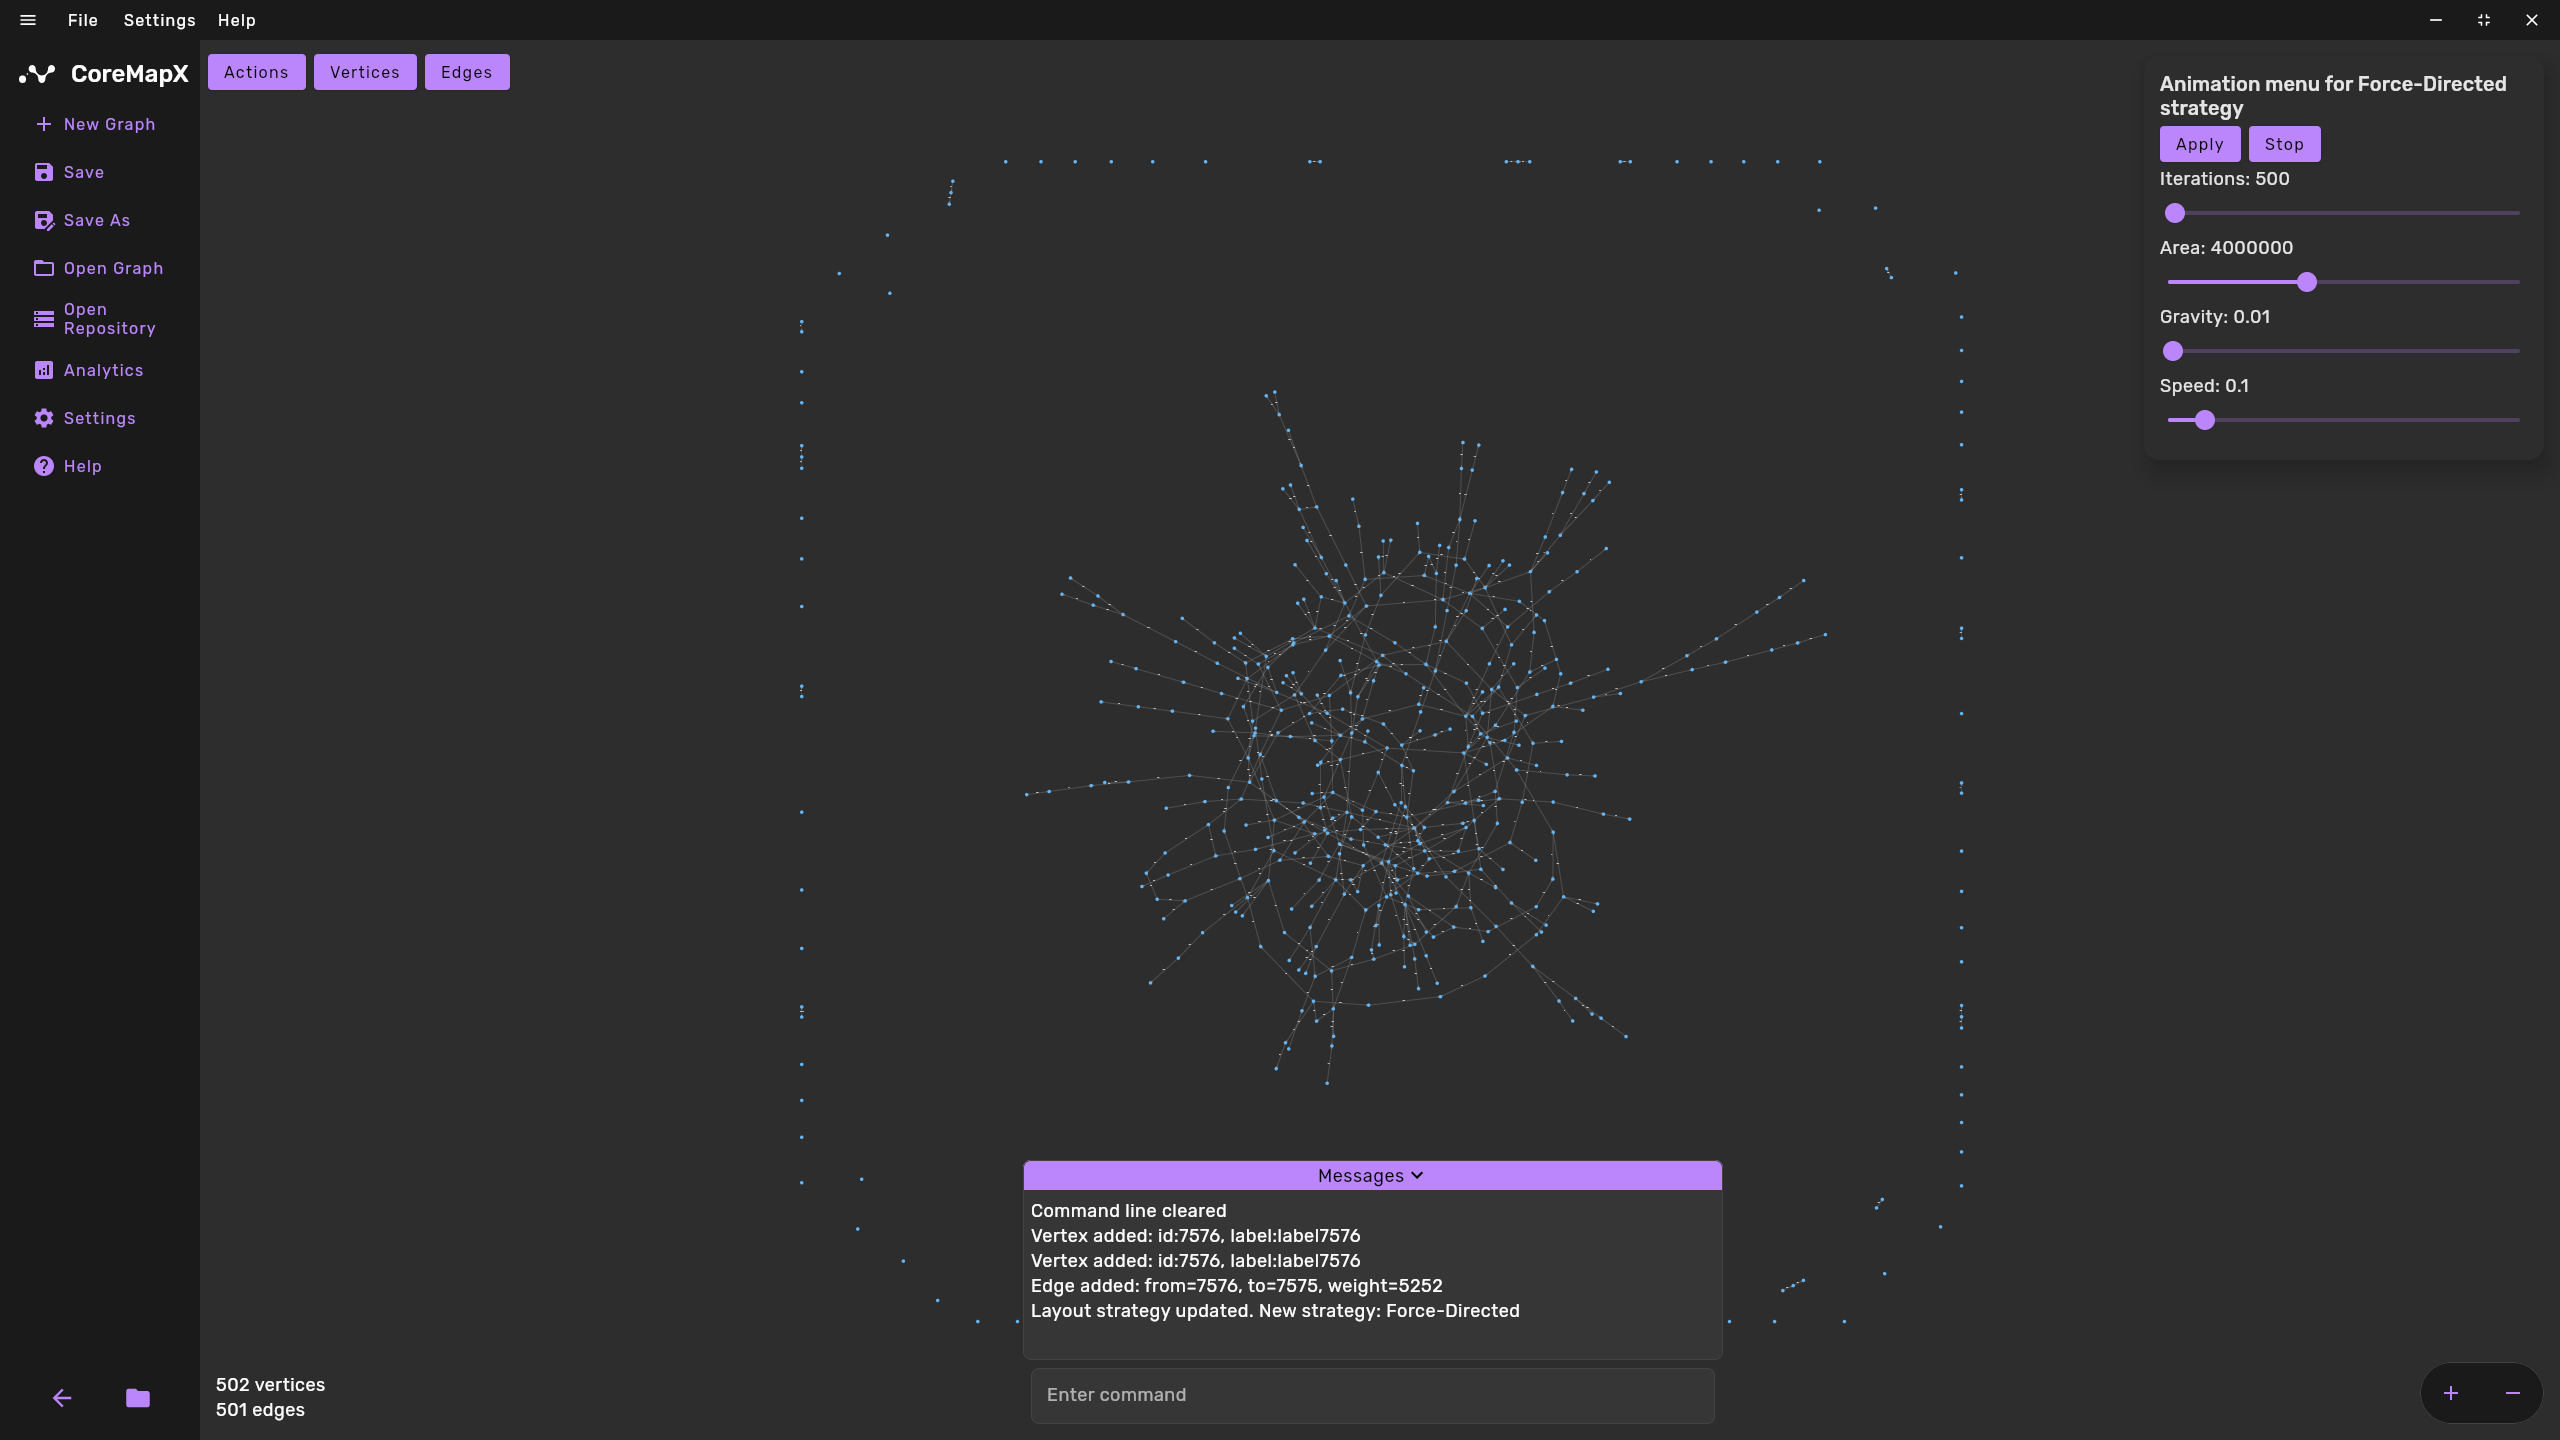 File
Settings
Help
CoreMapX
New Graph
Save
Save As
Open Graph
Open
Repository
Analytics
Settings
Help
Actions
Vertices
Edges
Animation menu for Force-Directed
strategy
Apply
Stop
Iterations: 500
Area: 4000000
Gravity: 0.01
Speed: 0.1
Messages
Command line cleared
Vertex added: id:7576, label:label7576
Vertex added: id:7576, label:label7576
Edge added: from=7576, to=7575, weight=5252
Layout strategy updated. New strategy: Force-Directed
Enter command
502 vertices
501 edges